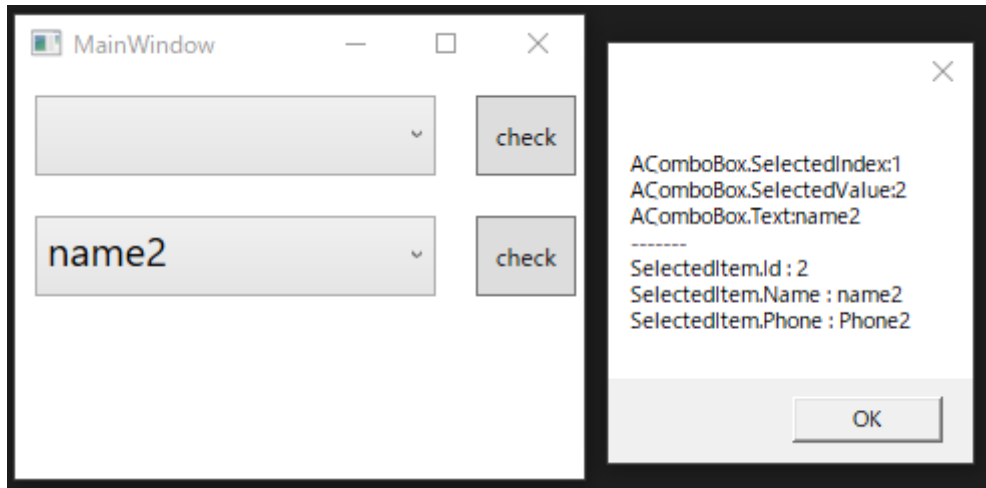 MainWindow
check
name2
check
AComboBox.SelectedIndex:1
AComboBox.SelectedValue:2
AComboBox.Text:name2
-------
SelectedItem.Id : 2
SelectedItem.Name : name2
SelectedItem.Phone : Phone2
OK